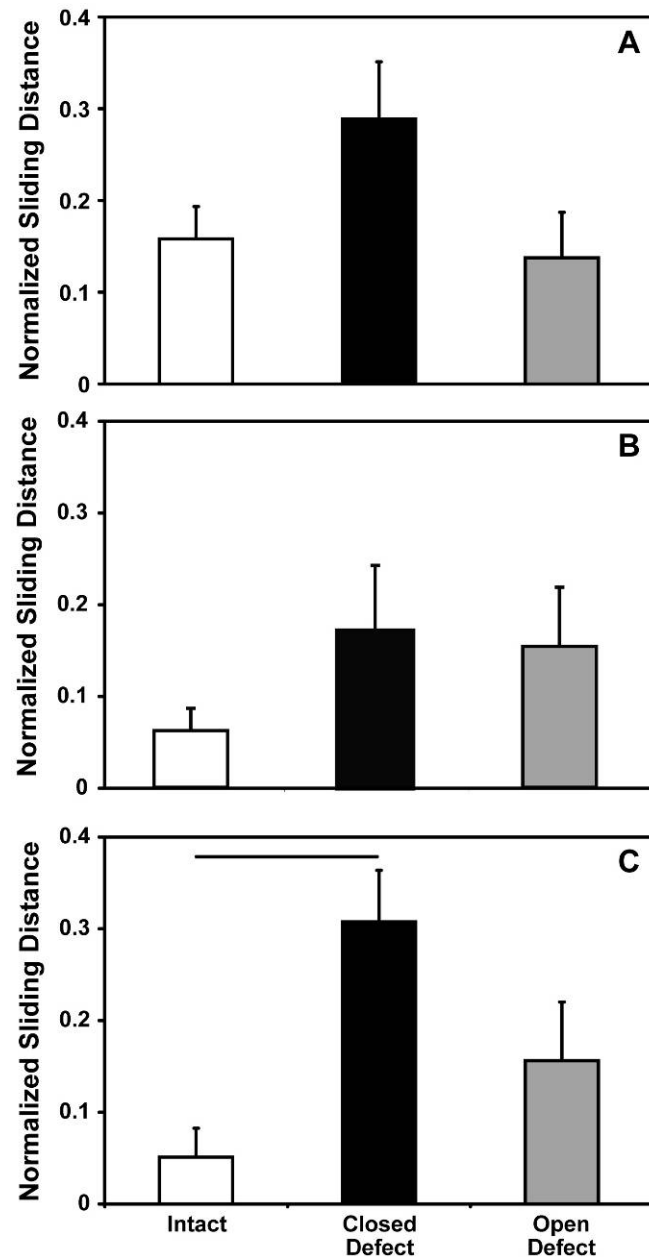 Normalized Sliding Distance
0.4
0.3
0.2
0.1
0
A
Normalized Sliding Distance
0.4
0.3
0.2
0.1
0
B
Normalized Sliding Distance
0.4
0.3
0.2
0.1
0
C
Intact
Closed
Defect
Open
Defect